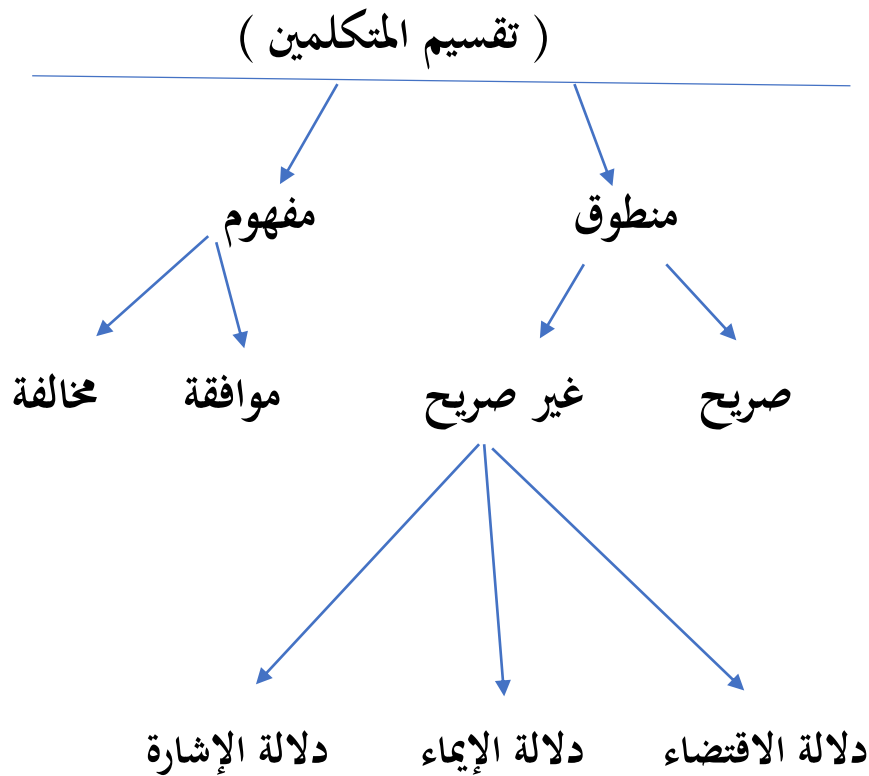 ( تقسيم المتكلمين )
منطوق مفهوم
صريح غير صريح موافقة مخالفة
دلالة الاقتضاء دلالة الإيماء دلالة الإشارة